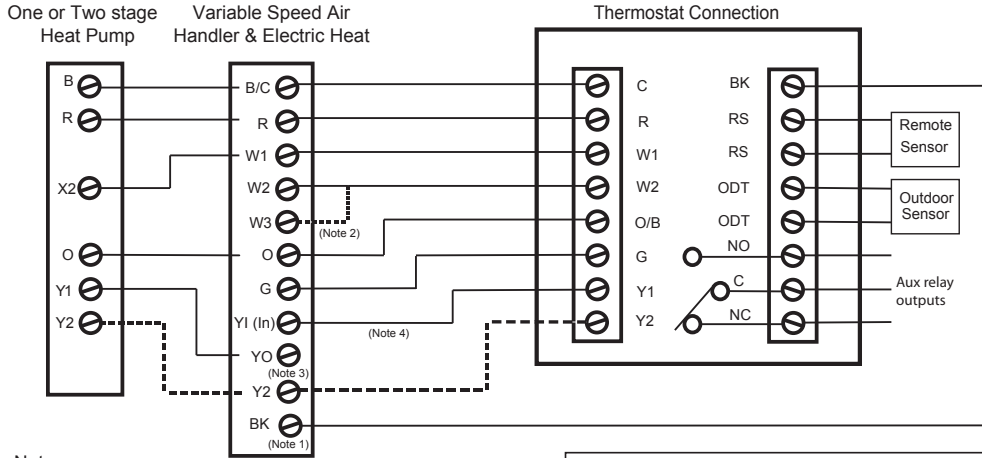 One or Two stage
Heat Pump
Variable Speed Air
Handler & Electric Heat
Thermostat Connection
B
R
X2
O
Y1
Y2
B/C
R
W1
W2
W3
(Note 2)
O
G
YI (In)
(Note 4)
YO
(Note 3)
Y2
BK
(Note 1)
C
R
W1
W2
O/B
G
Y1
Y2
BK
RS
RS
ODT
ODT
NO
C
NC
Remote
Sensor
Outdoor
Sensor
Aux relay
outputs